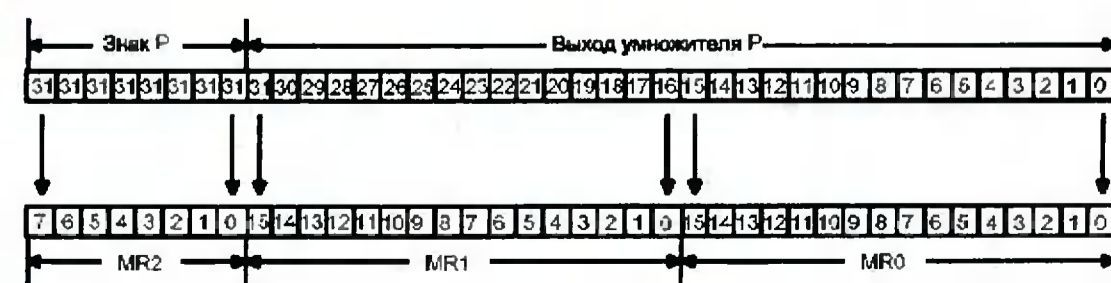 Знак P Выход умножителя P
31 31 31 31 31 31 31 31 31 30 29 28 27 26 25 24 23 22 21 20 19 18 17 16 15 14 13 12 11 10 9 8 7 6 5 4 3 2 1 0
7 6 5 4 3 2 1 0 15 14 13 12 11 10 9 8 7 6 5 4 3 2 1 0 15 14 13 12 11 10 9 8 7 6 5 4 3 2 1 0
MR2 MR1 MR0